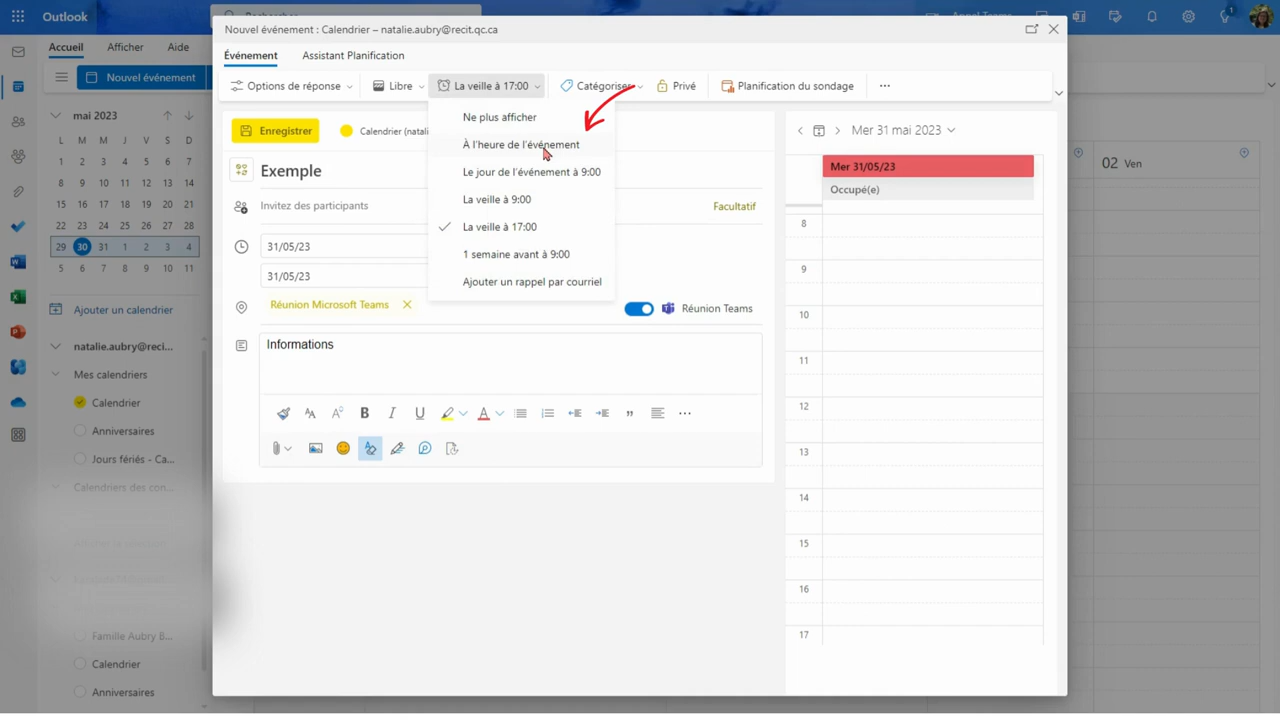 Outlook
Rechercher
Appel Teams
1
Accueil
Afficher
Aide
Nouvel événement
mai 2023
L M M J V S D
1 2 3 4 5 6 7
8 9 10 11 12 13 14
15 16 17 18 19 20 21
22 23 24 25 26 27 28
29 30 31 1 2 3 4
5 6 7 8 9 10 11
Ajouter un calendrier
natalie.aubry@reci...
Mes calendriers
Calendrier
Anniversaires
Jours fériés - Ca...
Calendriers des con...
Famille Aubry B...
Calendrier
Anniversaires
Nouvel événement : Calendrier – natalie.aubry@recit.qc.ca
Événement
Assistant Planification
Options de réponse
Libre
La veille à 17:00
Catégoriser
Privé
Planification du sondage
...
Enregistrer
Calendrier (natali
Exemple
Invitez des participants
Facultatif
31/05/23
31/05/23
Réunion Microsoft Teams
Réunion Teams
Informations
Ne plus afficher
À l'heure de l'événement
Le jour de l'événement à 9:00
La veille à 9:00
La veille à 17:00
1 semaine avant à 9:00
Ajouter un rappel par courriel
Mer 31 mai 2023
Mer 31/05/23
Occupé(e)
8
9
10
11
12
13
14
15
16
17
02 Ven